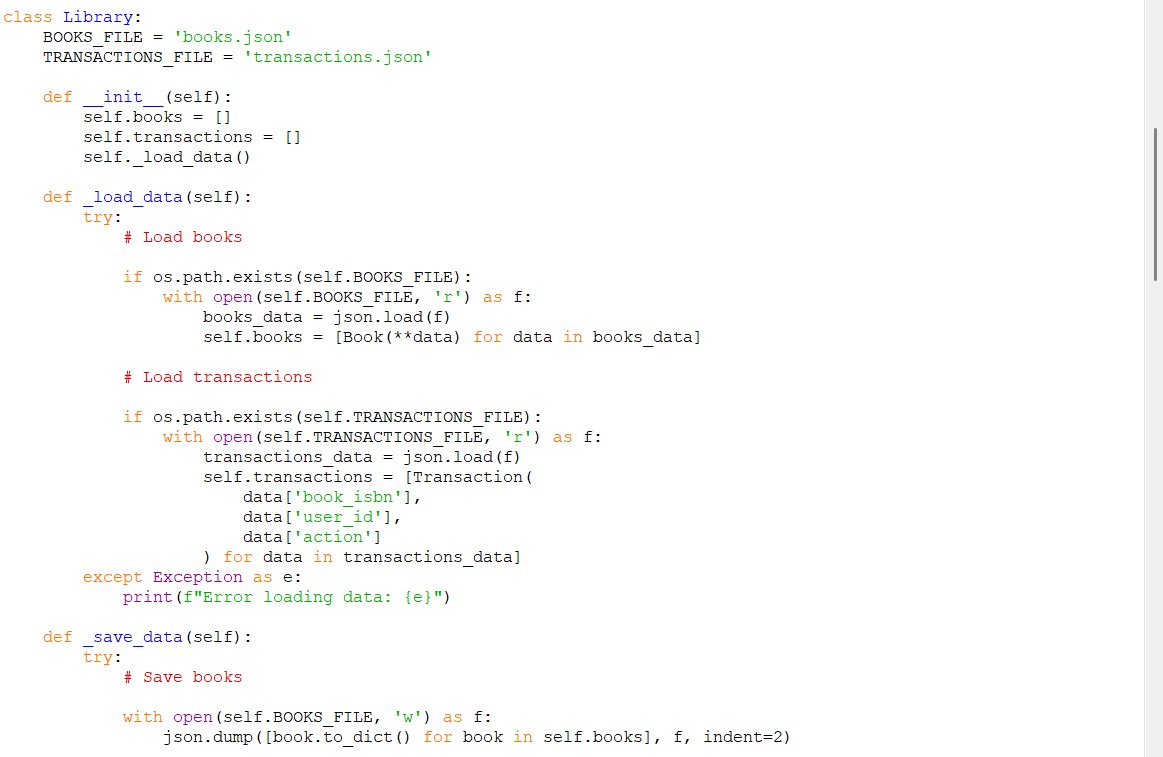 class Library:
    BOOKS_FILE = 'books.json'
    TRANSACTIONS_FILE = 'transactions.json'

    def __init__(self):
        self.books = []
        self.transactions = []
        self._load_data()

    def _load_data(self):
        try:
            # Load books

            if os.path.exists(self.BOOKS_FILE):
                with open(self.BOOKS_FILE, 'r') as f:
                    books_data = json.load(f)
                    self.books = [Book(**data) for data in books_data]

            # Load transactions

            if os.path.exists(self.TRANSACTIONS_FILE):
                with open(self.TRANSACTIONS_FILE, 'r') as f:
                    transactions_data = json.load(f)
                    self.transactions = [Transaction(
                        data['book_isbn'],
                        data['user_id'],
                        data['action']
                    ) for data in transactions_data]
        except Exception as e:
            print(f"Error loading data: {e}")

    def _save_data(self):
        try:
            # Save books

            with open(self.BOOKS_FILE, 'w') as f:
                json.dump([book.to_dict() for book in self.books], f, indent=2)